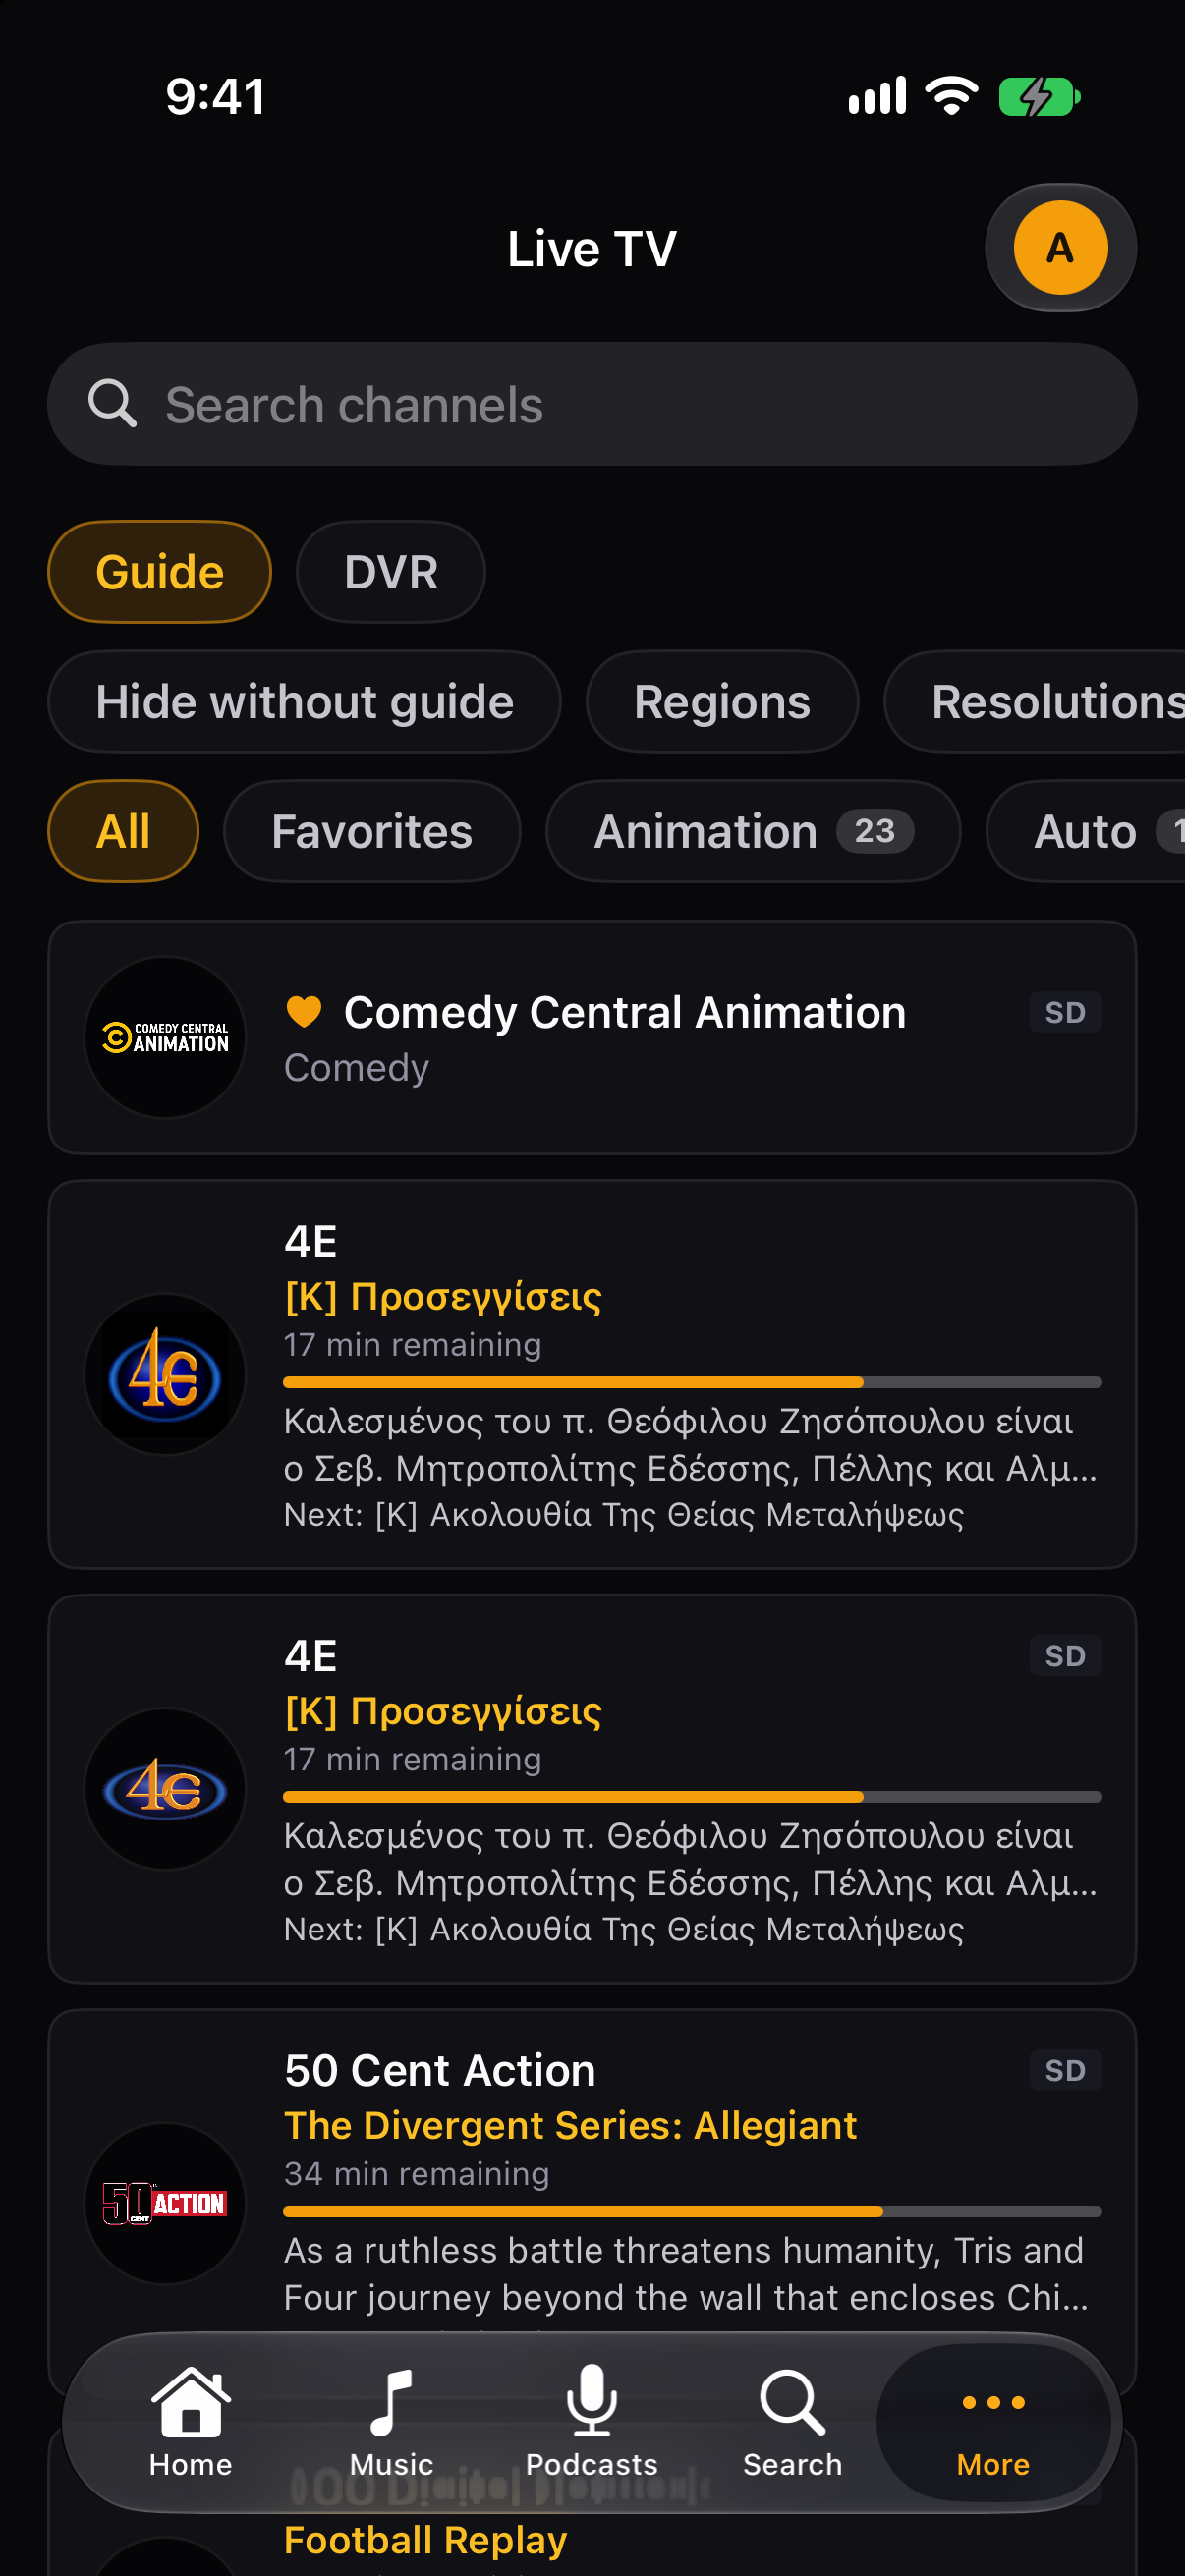 9:41
Live TV
A
Search channels
Guide
DVR
Hide without guide
Regions
Resolutions
All
Favorites
Animation 23
Auto
COMEDY CENTRAL
ANIMATION
Comedy Central Animation
SD
Comedy
4E
[K] Προσεγγίσεις
17 min remaining
4ε
Καλεσμένος του π. Θεόφιλου Ζησόπουλου είναι
ο Σεβ. Μητροπολίτης Εδέσσης, Πέλλης και Αλμ...
Next: [K] Ακολουθία Της Θείας Μεταλήψεως
4E
SD
[K] Προσεγγίσεις
17 min remaining
4ε
Καλεσμένος του π. Θεόφιλου Ζησόπουλου είναι
ο Σεβ. Μητροπολίτης Εδέσσης, Πέλλης και Αλμ...
Next: [K] Ακολουθία Της Θείας Μεταλήψεως
50 Cent Action
SD
The Divergent Series: Allegiant
34 min remaining
50 CENT ACTION
As a ruthless battle threatens humanity, Tris and
Four journey beyond the wall that encloses Chi...
Home
Music
Podcasts
Search
More
Football Replay